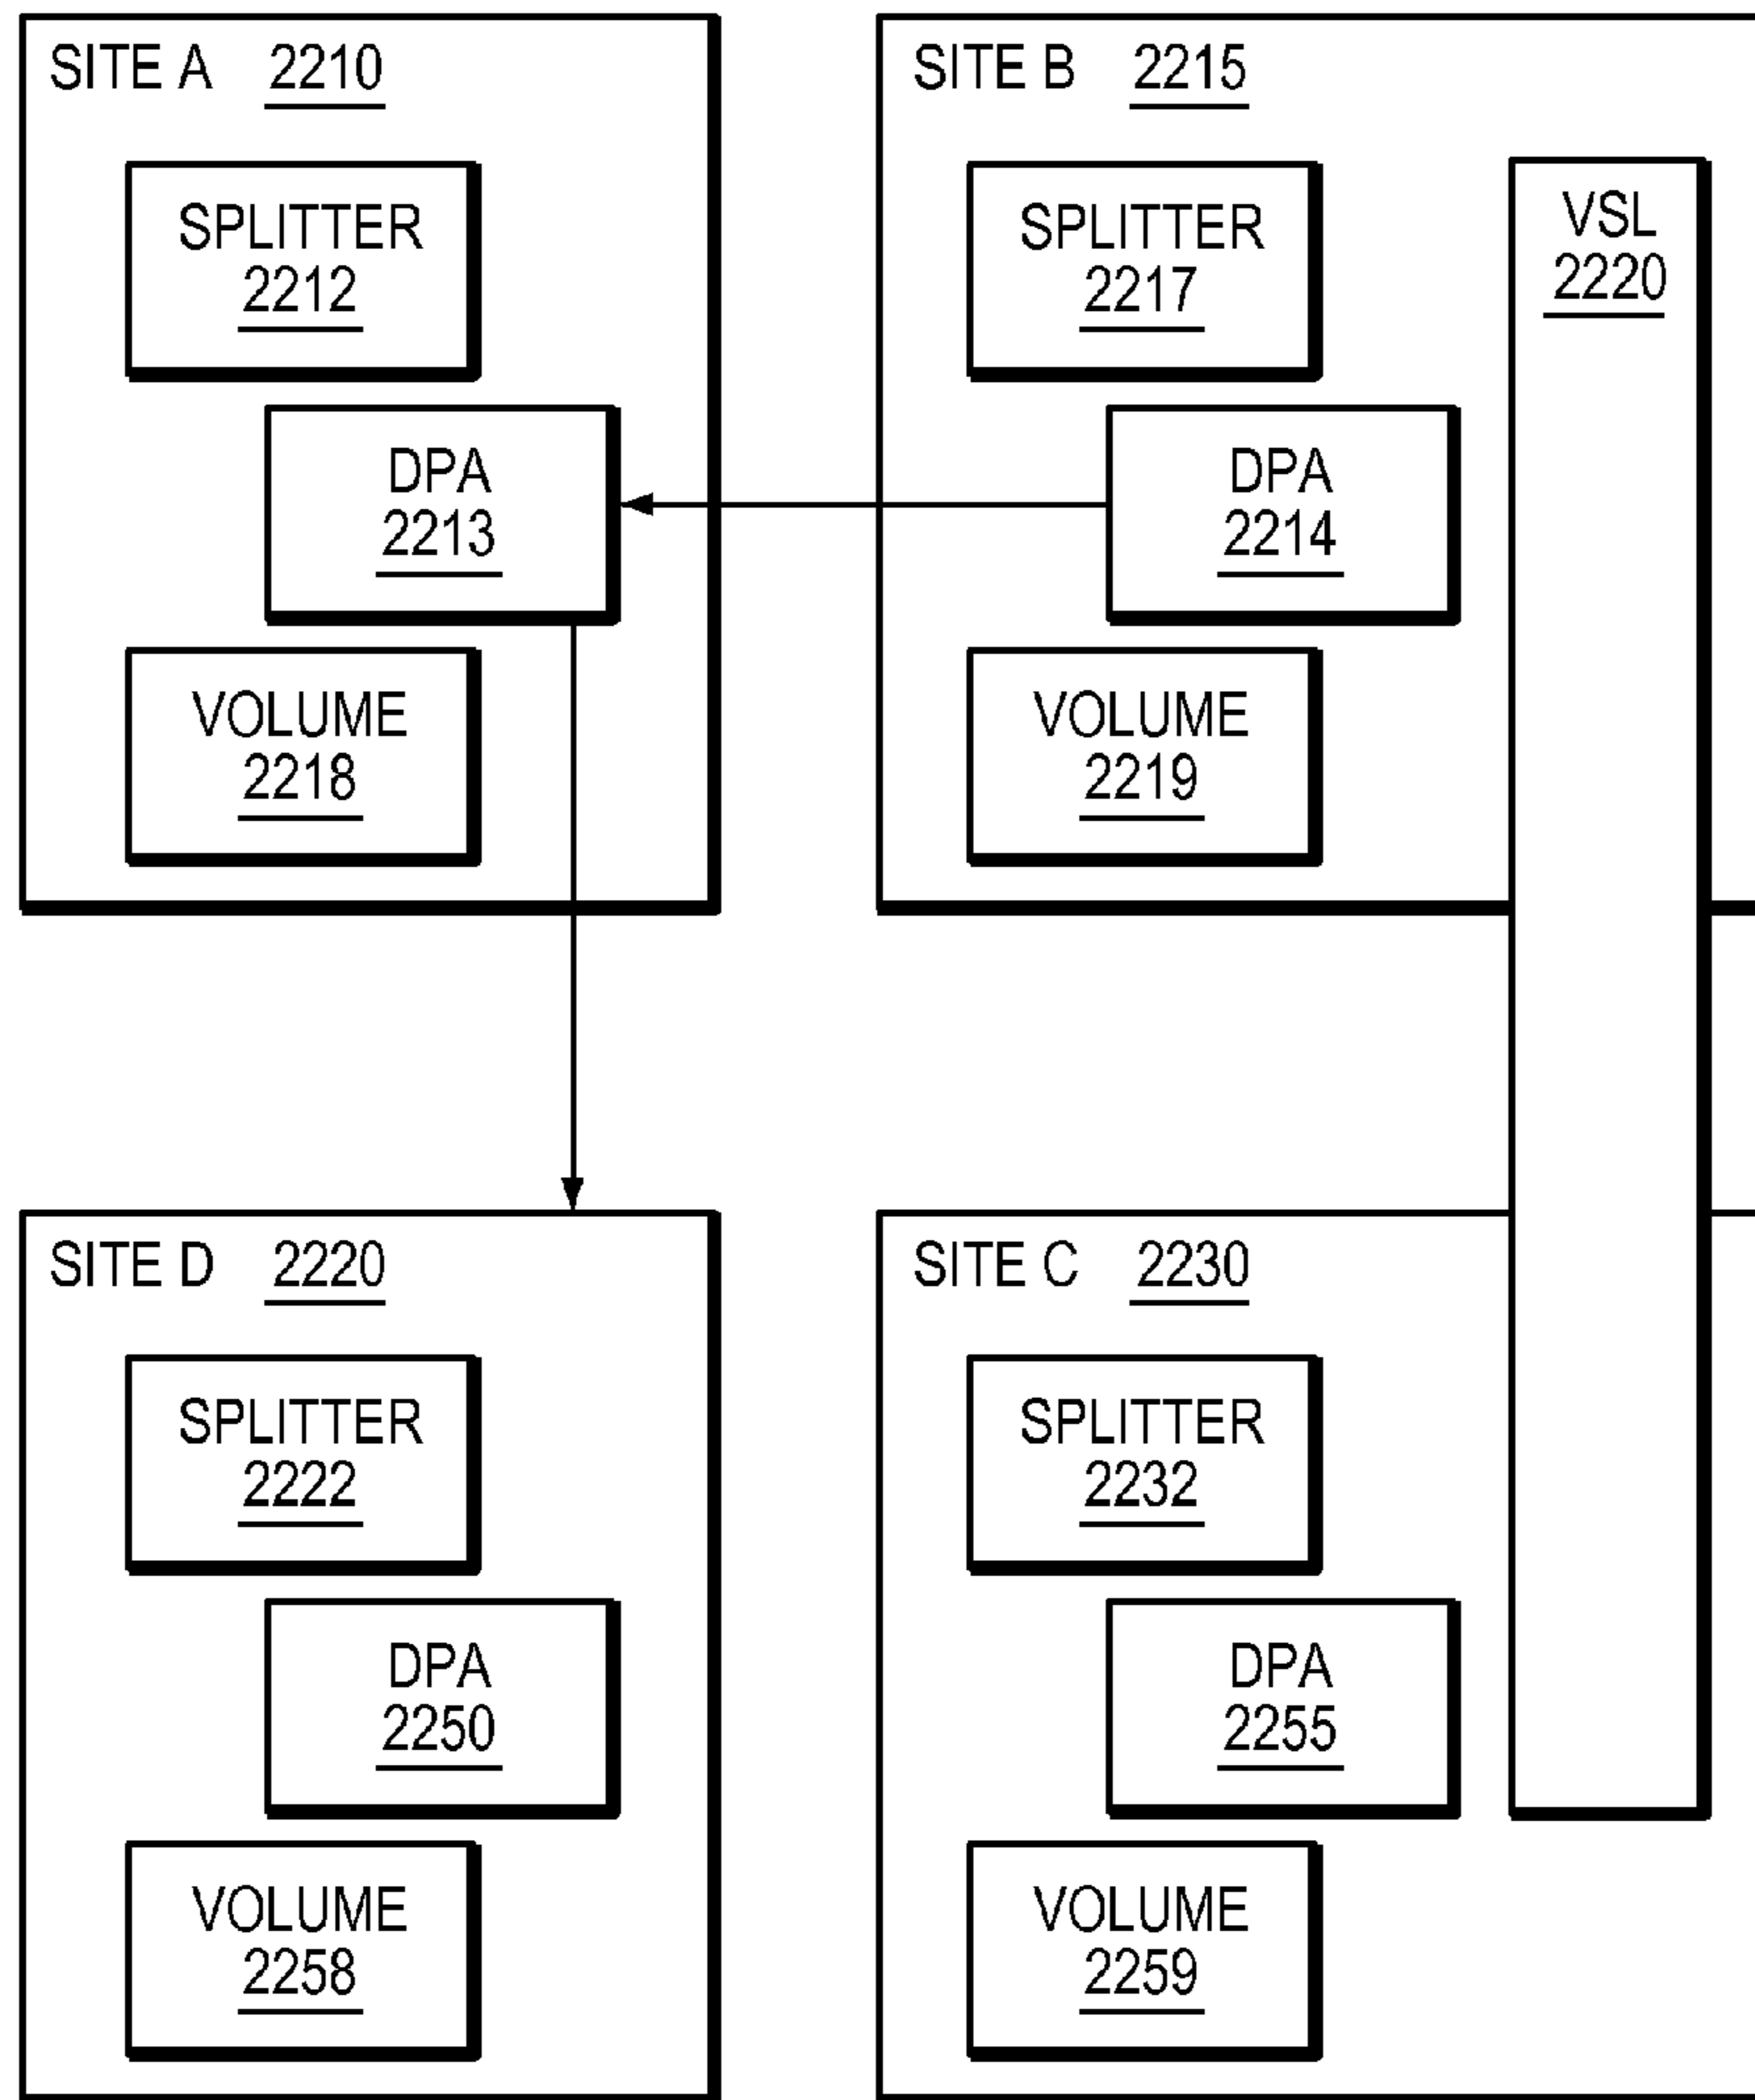 SITE A 2210
SPLITTER
2212
DPA
2213
VOLUME
2218
SITE B 2215
SPLITTER
2217
DPA
2214
VOLUME
2219
VSL
2220
SITE D 2220
SPLITTER
2222
DPA
2250
VOLUME
2258
SITE C 2230
SPLITTER
2232
DPA
2255
VOLUME
2259